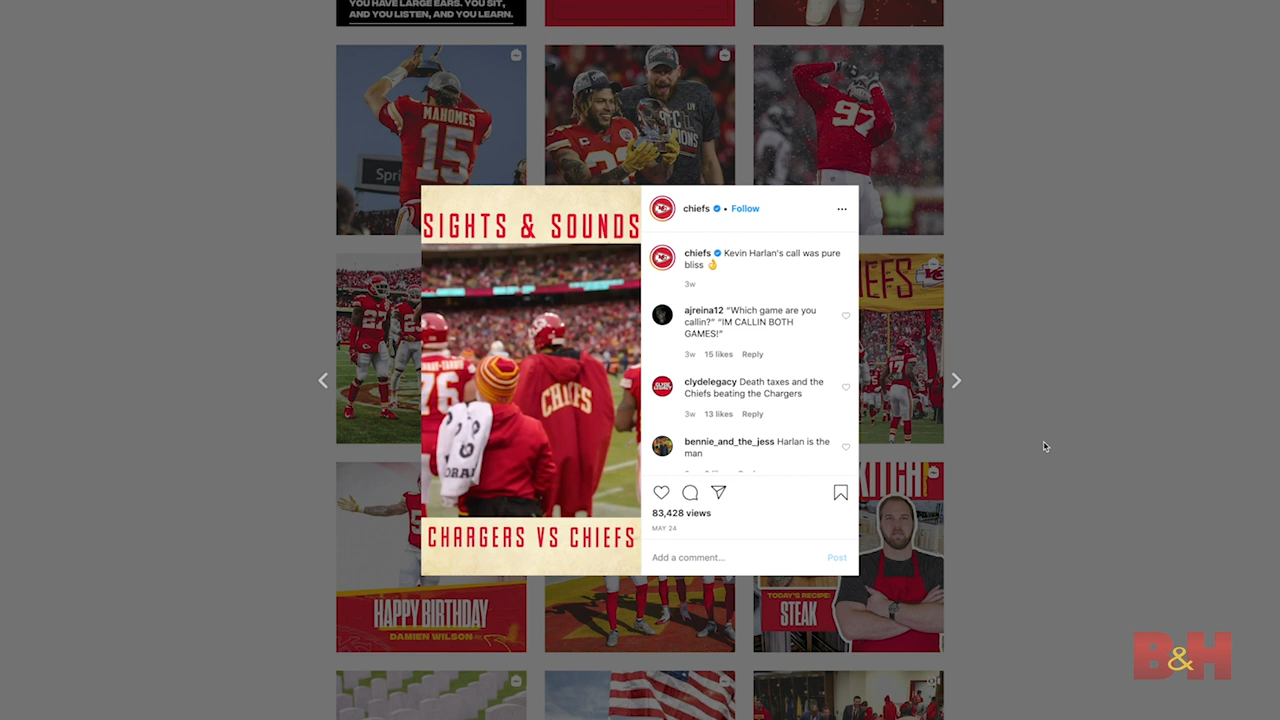 YOU HAVE LARGE EARS. YOU SIT,
AND YOU LISTEN, AND YOU LEARN.
MAHOMES
15
97
SIGHTS & SOUNDS
CHIEFS
CHARGERS VS CHIEFS
chiefs • Follow
chiefs Kevin Harlan's call was pure
bliss 👌
3w
ajreina12 "Which game are you
callin?" "IM CALLIN BOTH
GAMES!"
3w 15 likes Reply
clydelegacy Death taxes and the
Chiefs beating the Chargers
3w 13 likes Reply
bennie_and_the_jess Harlan is the
man
83,428 views
MAY 24
Add a comment... Post
27
17
HAPPY BIRTHDAY
DAMIEN WILSON
TODAY'S RECIPE:
STEAK
B&H